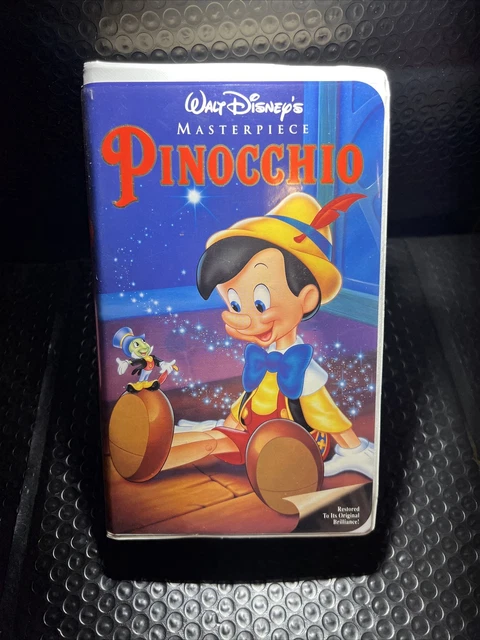 Walt Disney's
MASTERPIECE
PINOCCHIO
Restored
To Its Original
Brilliance!